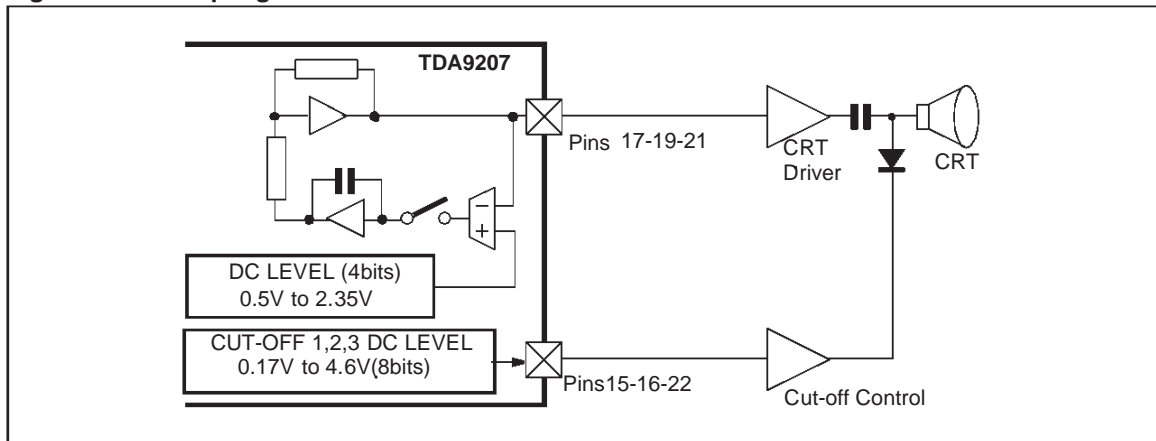 TDA9207
Pins 17-19-21
CRT
Driver
CRT
−
+
DC LEVEL (4bits)
0.5V to 2.35V
CUT-OFF 1,2,3 DC LEVEL
0.17V to 4.6V(8bits)
Pins15-16-22
Cut-off Control